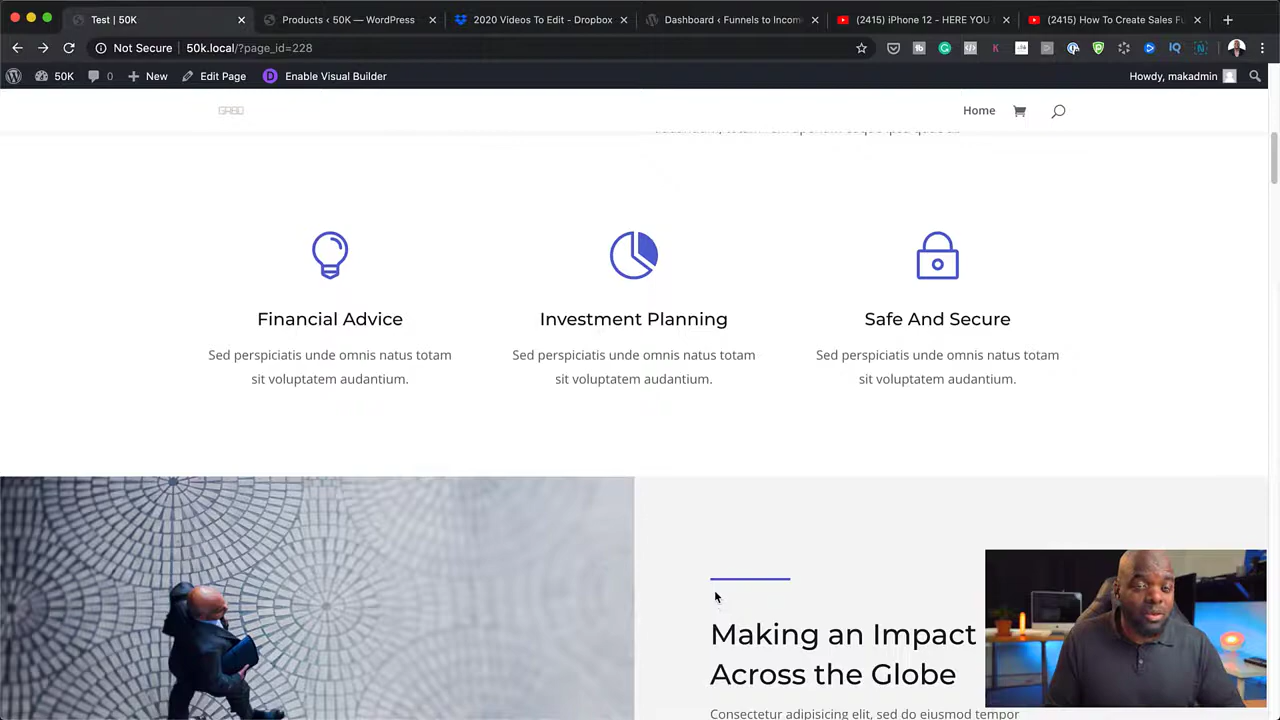 Test | 50K
Products ‹ 50K — WordPress
2020 Videos To Edit - Dropbox
Dashboard ‹ Funnels to Incom
(2415) iPhone 12 - HERE YOU
(2415) How To Create Sales Fu
Not Secure | 50k.local/?page_id=228
50K
0
New
Edit Page
D
Enable Visual Builder
Howdy, makadmin
Home
Financial Advice
Investment Planning
Safe And Secure
Sed perspiciatis unde omnis natus totam
sit voluptatem audantium.
Sed perspiciatis unde omnis natus totam
sit voluptatem audantium.
Sed perspiciatis unde omnis natus totam
sit voluptatem audantium.
Making an Impact
Across the Globe
Consectetur adipisicing elit, sed do eiusmod tempor